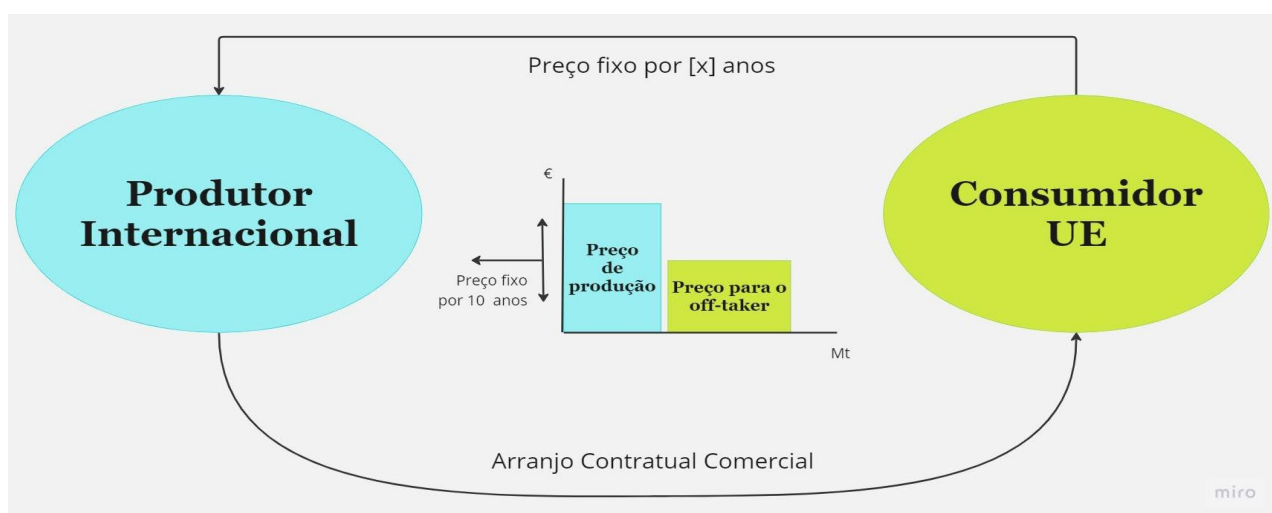 Preço fixo por [x] anos
Produtor
Internacional
€
Preço
de
produção
Preço fixo
por 10 anos
Preço para o
off-taker
Mt
Consumidor
UE
Arranjo Contratual Comercial
miro